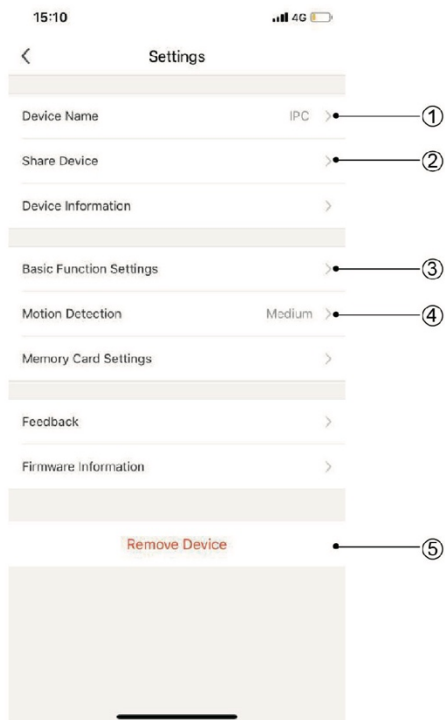 15:10 4G
Settings
Device Name IPC ①
Share Device ②
Device Information
Basic Function Settings ③
Motion Detection Medium ④
Memory Card Settings
Feedback
Firmware Information
Remove Device ⑤